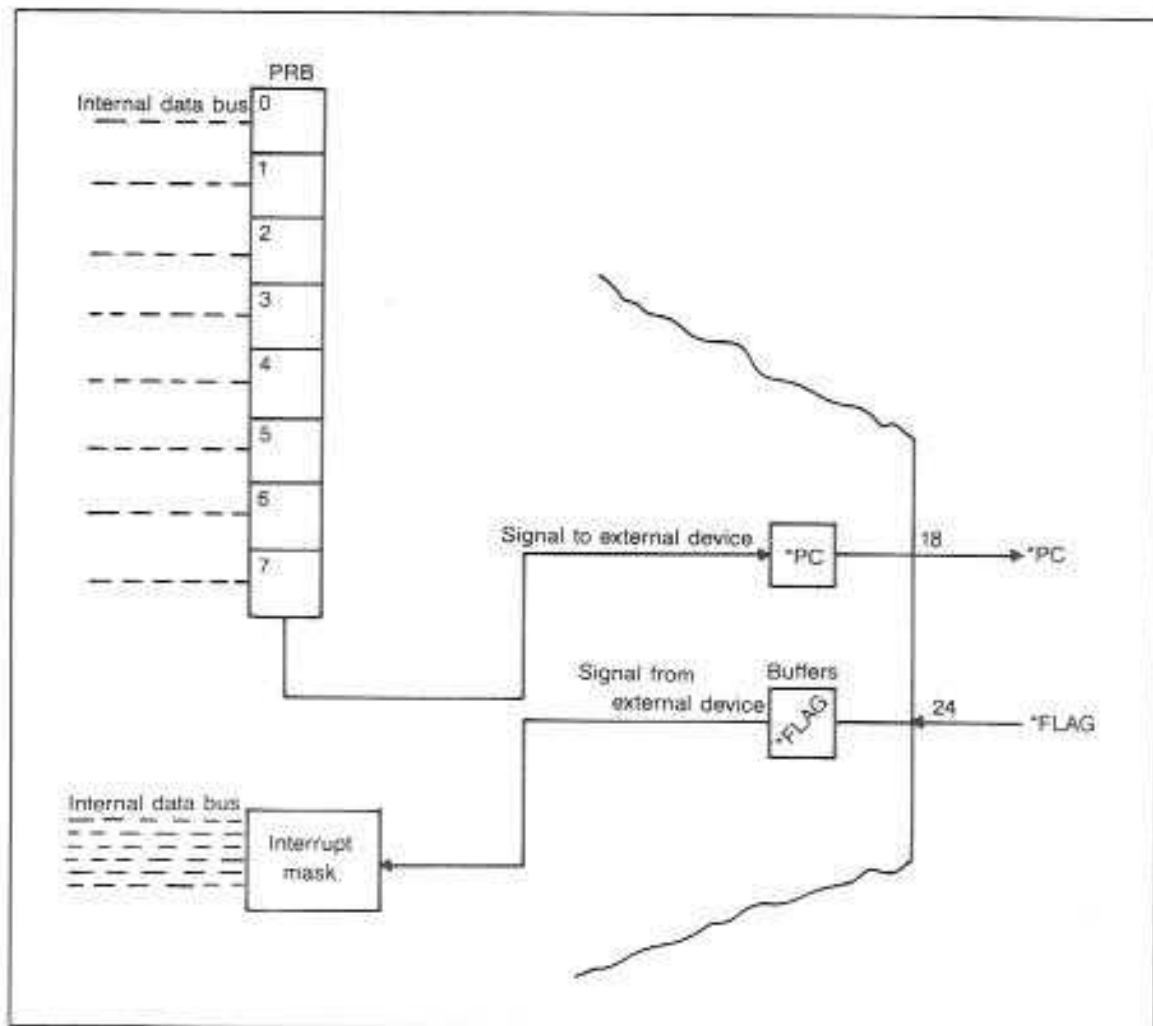 PRB
Internal data bus
0
1
2
3
4
5
6
7
Signal to external device
*PC
18
*PC
Signal from
external device
Buffers
*FLAG
24
*FLAG
Internal data bus
Interrupt
mask.